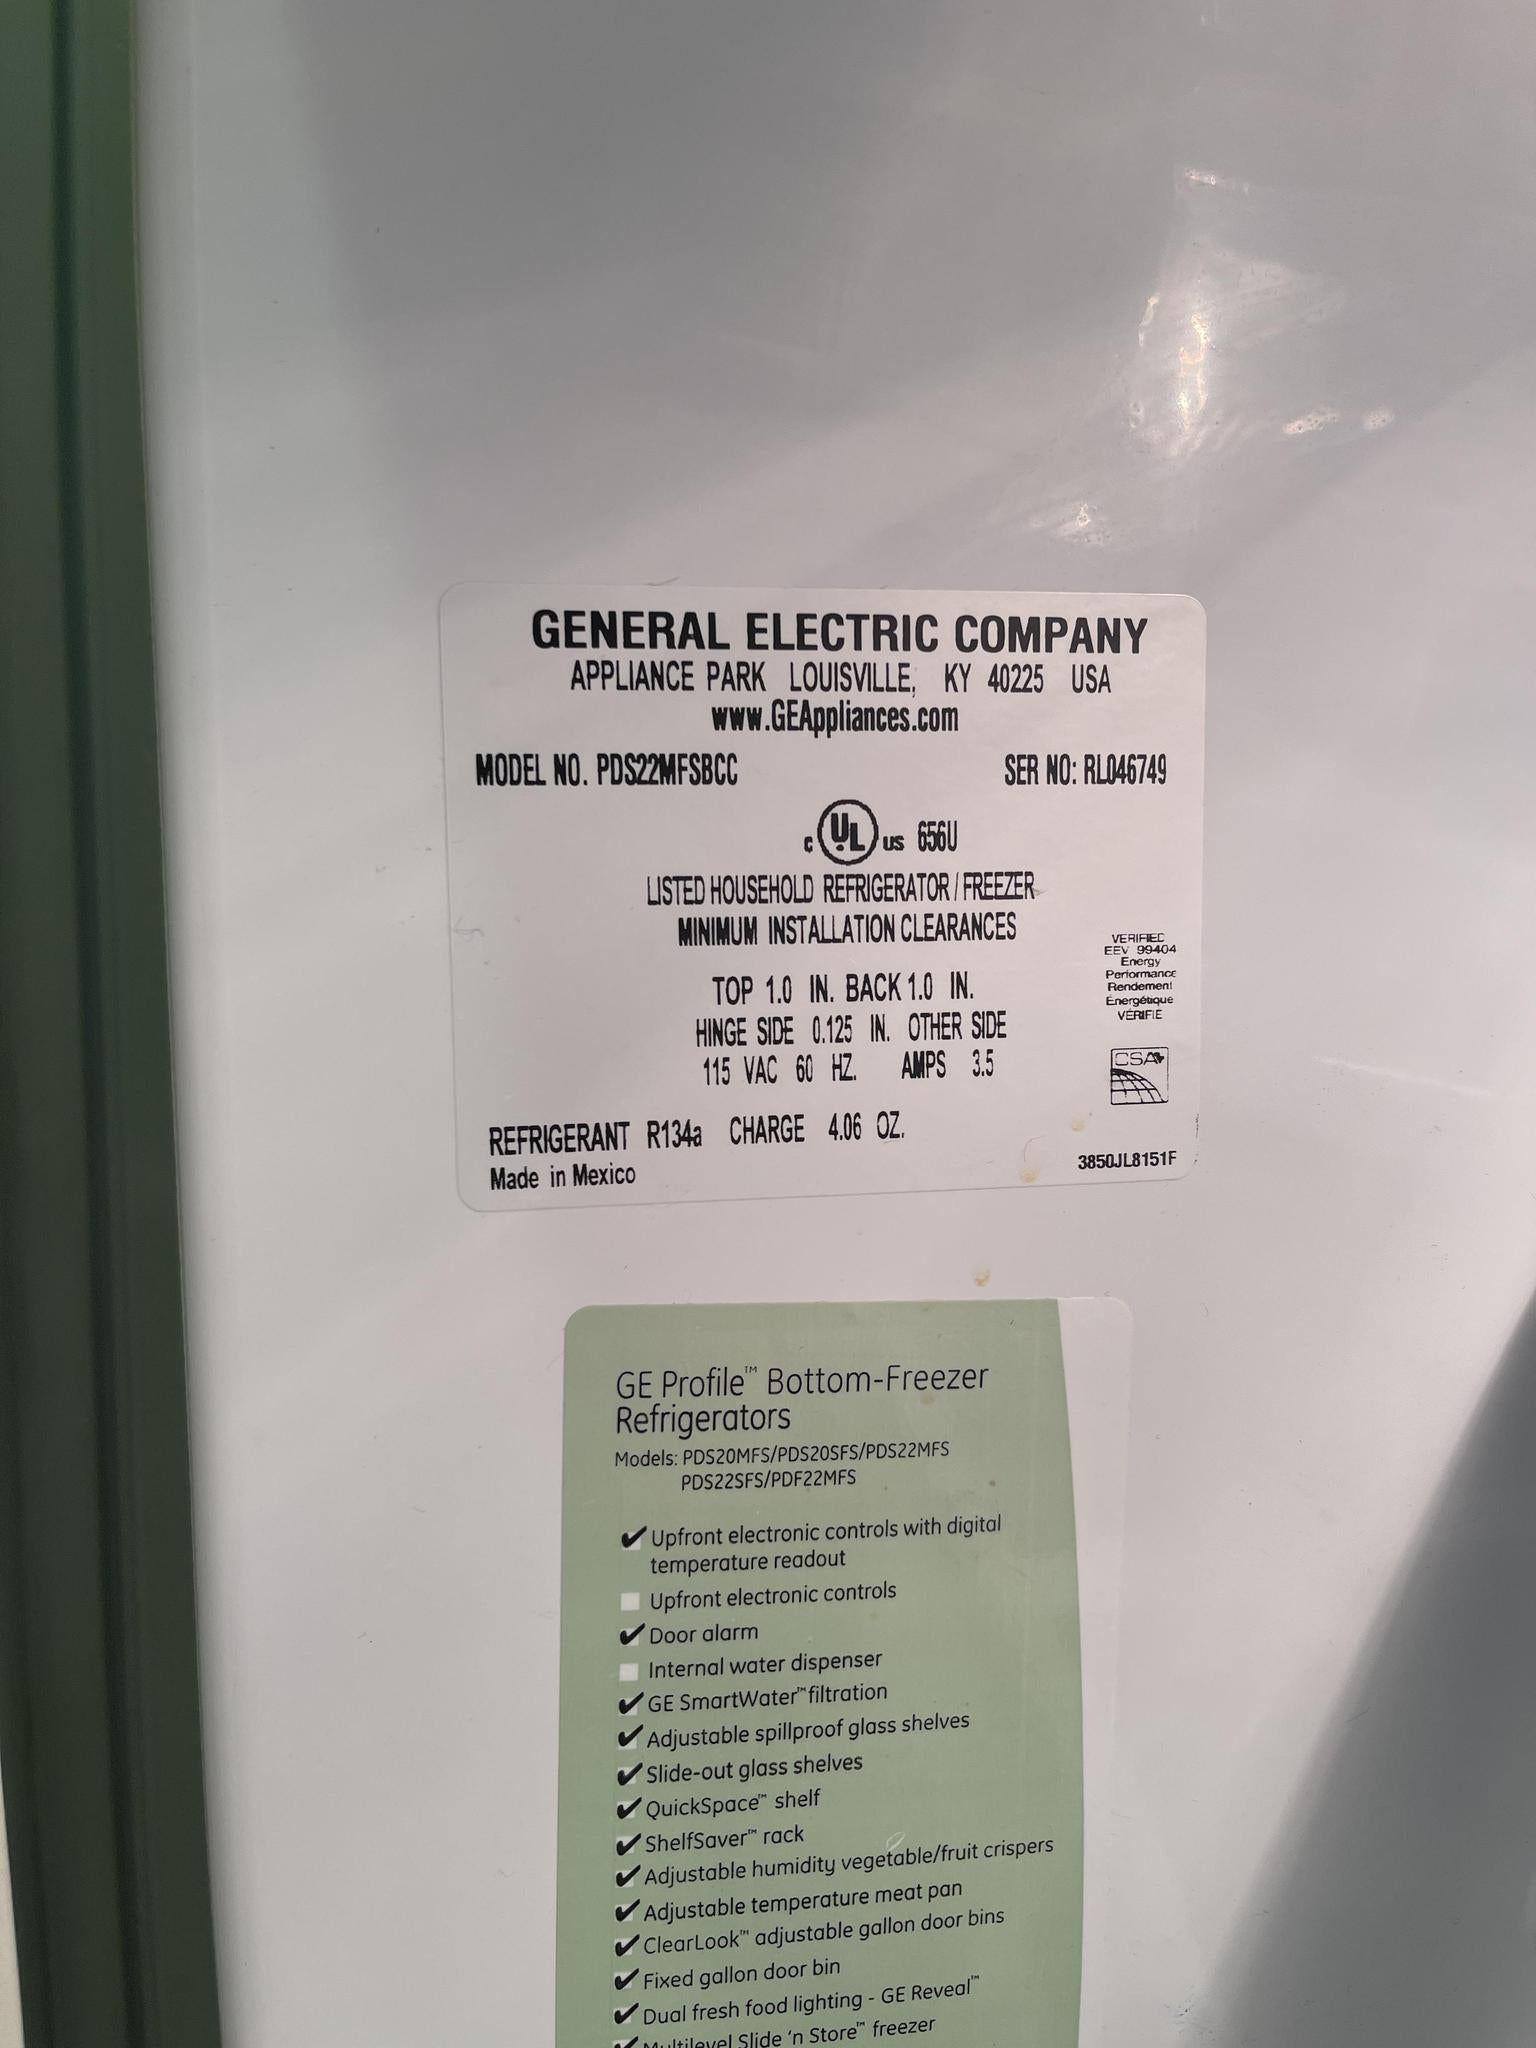 GENERAL ELECTRIC COMPANY
APPLIANCE PARK LOUISVILLE, KY 40225 USA
www.GEAppliances.com
MODEL NO. PDS22MFSBCC SER NO: RL046749
c UL US 656U
LISTED HOUSEHOLD REFRIGERATOR / FREEZER
MINIMUM INSTALLATION CLEARANCES
TOP 1.0 IN. BACK 1.0 IN.
HINGE SIDE 0.125 IN. OTHER SIDE
115 VAC 60 HZ. AMPS 3.5
VERIFIED
EEV 99404
Energy
Performance
Rendement
Énergétique
VÉRIFIÉ
CSA
REFRIGERANT R134a CHARGE 4.06 OZ.
Made in Mexico
3850JL8151F
GE Profile™ Bottom-Freezer
Refrigerators
Models: PDS20MFS/PDS20SFS/PDS22MFS
PDS22SFS/PDF22MFS
✔ Upfront electronic controls with digital
temperature readout
Upfront electronic controls
✔ Door alarm
Internal water dispenser
✔ GE SmartWater™ filtration
✔ Adjustable spillproof glass shelves
✔ Slide-out glass shelves
✔ QuickSpace™ shelf
✔ ShelfSaver™ rack
✔ Adjustable humidity vegetable/fruit crispers
✔ Adjustable temperature meat pan
✔ ClearLook™ adjustable gallon door bins
✔ Fixed gallon door bin
✔ Dual fresh food lighting - GE Reveal™
✔ Multilevel Slide 'n Store™ freezer